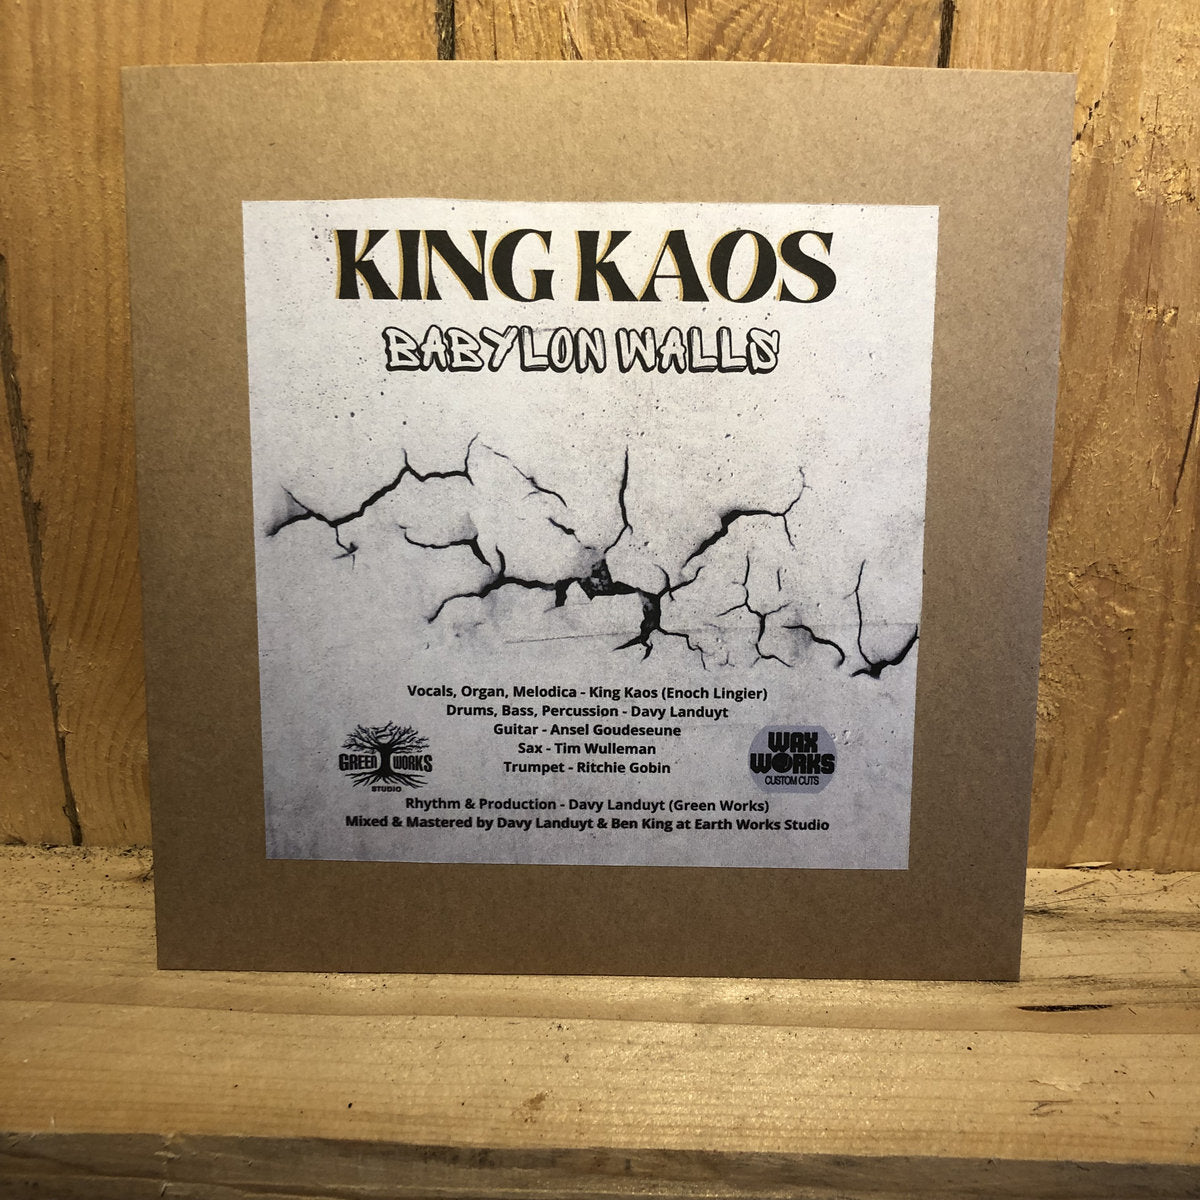 KING KAOS
BABYLON WALLS
Vocals, Organ, Melodica - King Kaos (Enoch Lingier)
Drums, Bass, Percussion - Davy Landuyt
Guitar - Ansel Goudeseune
Sax - Tim Wulleman
Trumpet - Ritchie Gobin
GREEN WORKS
STUDIO
WAX
WORKS
CUSTOM CUTS
Rhythm & Production - Davy Landuyt (Green Works)
Mixed & Mastered by Davy Landuyt & Ben King at Earth Works Studio